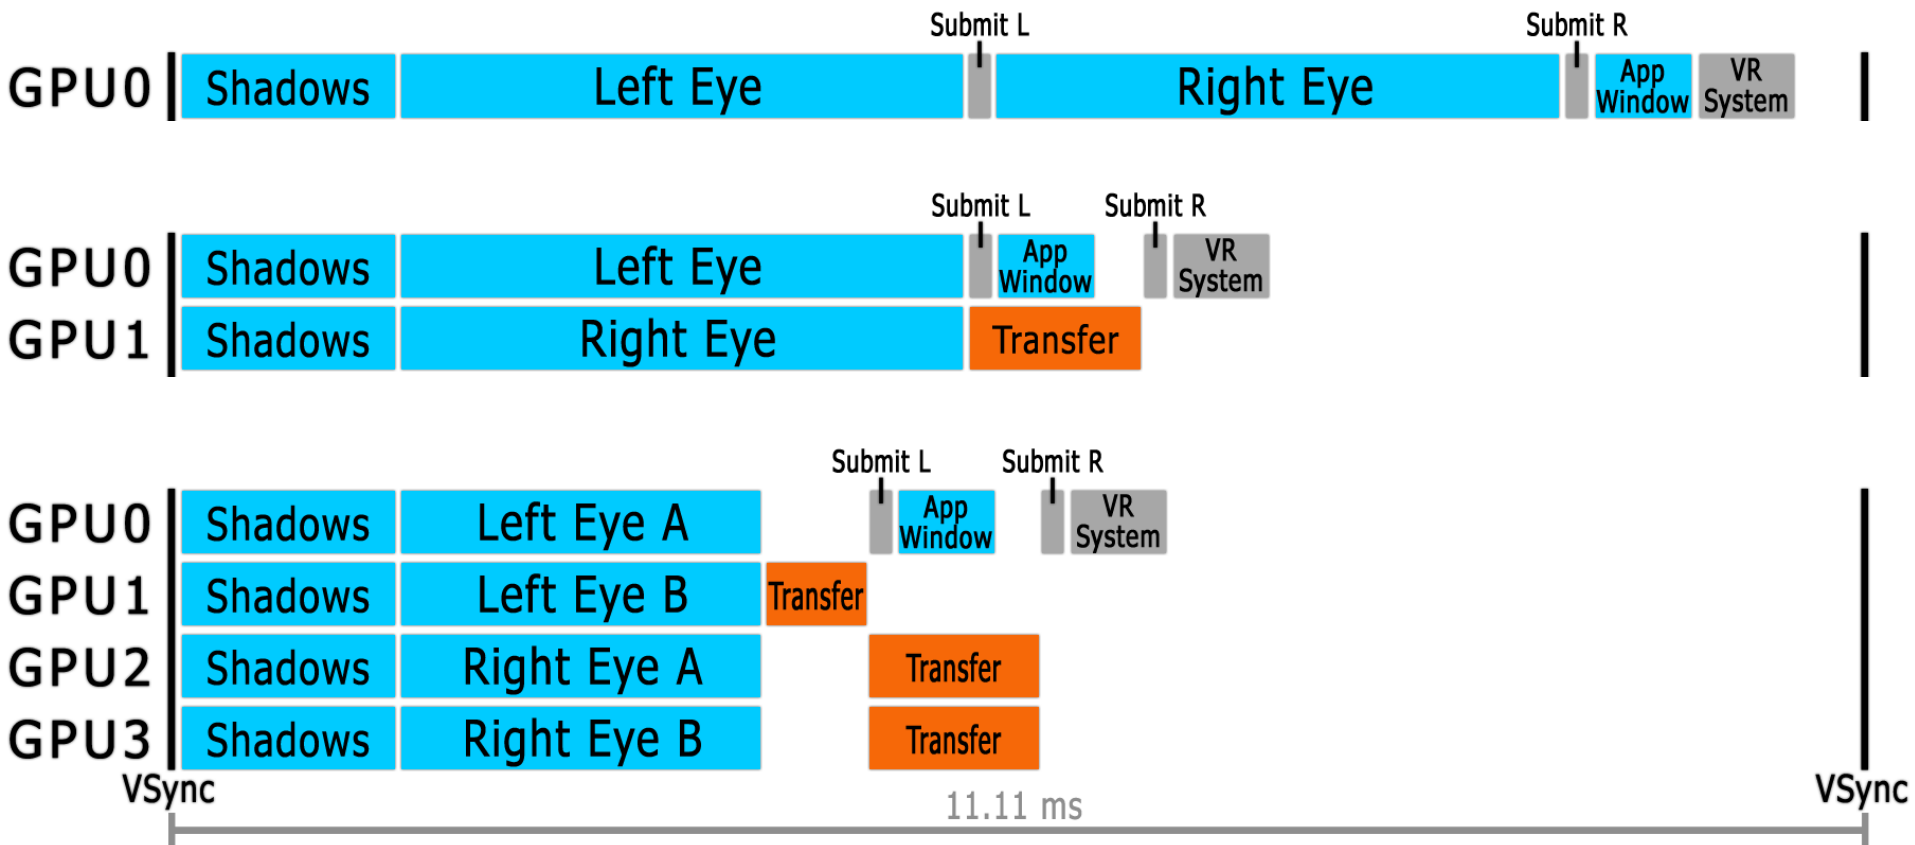 Submit L Submit R
GPU0 Shadows Left Eye Right Eye App Window VR System
Submit L Submit R
GPU0 Shadows Left Eye App Window VR System
GPU1 Shadows Right Eye Transfer
Submit L Submit R
GPU0 Shadows Left Eye A App Window VR System
GPU1 Shadows Left Eye B Transfer
GPU2 Shadows Right Eye A Transfer
GPU3 Shadows Right Eye B Transfer
VSync VSync
11.11 ms